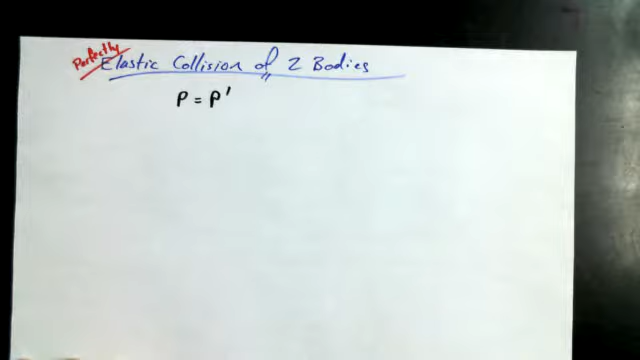 Perfectly Elastic Collision of 2 Bodies
P = P'